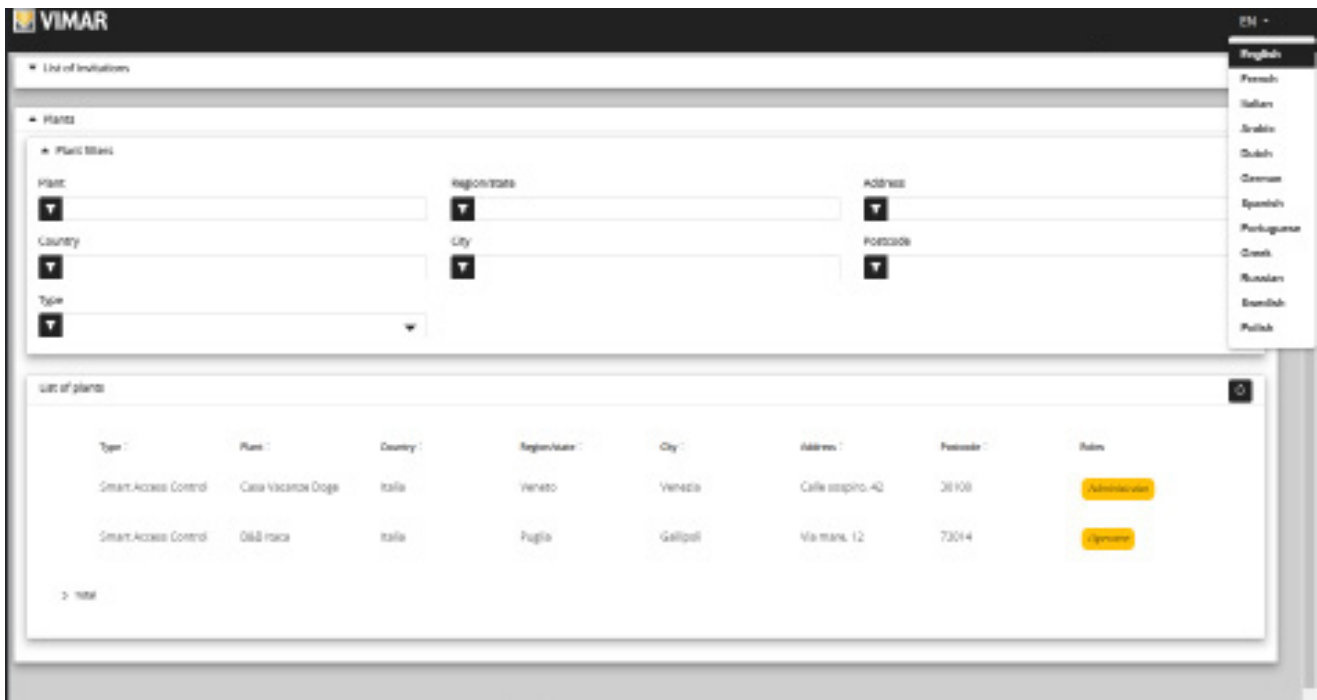 VIMAR
EN
List of Invitations
English
French
Italian
Arabic
Dutch
German
Spanish
Portuguese
Greek
Russian
Swedish
Polish
Plants
Plant filters
Plant Region/state Address
Country City Postcode
Type
List of plants
Type Plant Country Region/state City Address Postcode Roles
Smart Access Control Casa Vacanze Doge Italia Veneto Venezia Calle sospiro, 42 Administrator
Smart Access Control Itaca Italia Puglia Gallipoli Via mare, 12 73014 Operator
Total